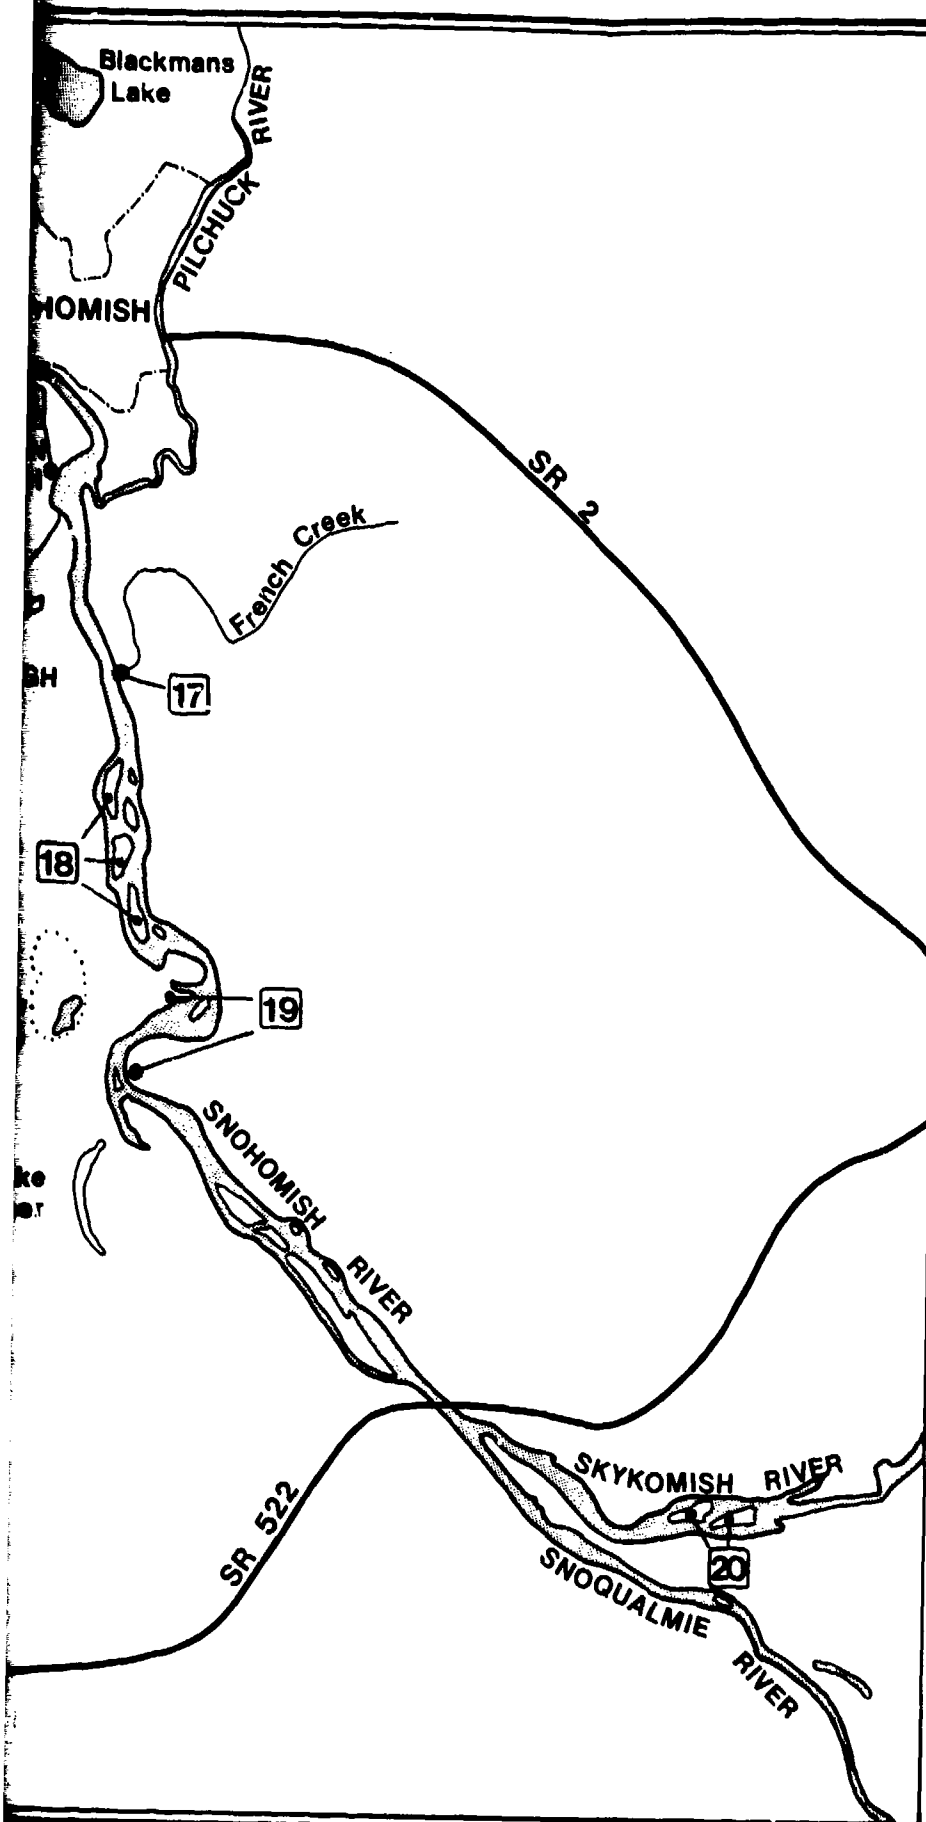 Blackmans
Lake
PILCHUCK RIVER
HOMISH
SR 2
French Creek
17
18
19
SNOHOMISH RIVER
SKYKOMISH RIVER
SR 522
20
SNOQUALMIE RIVER